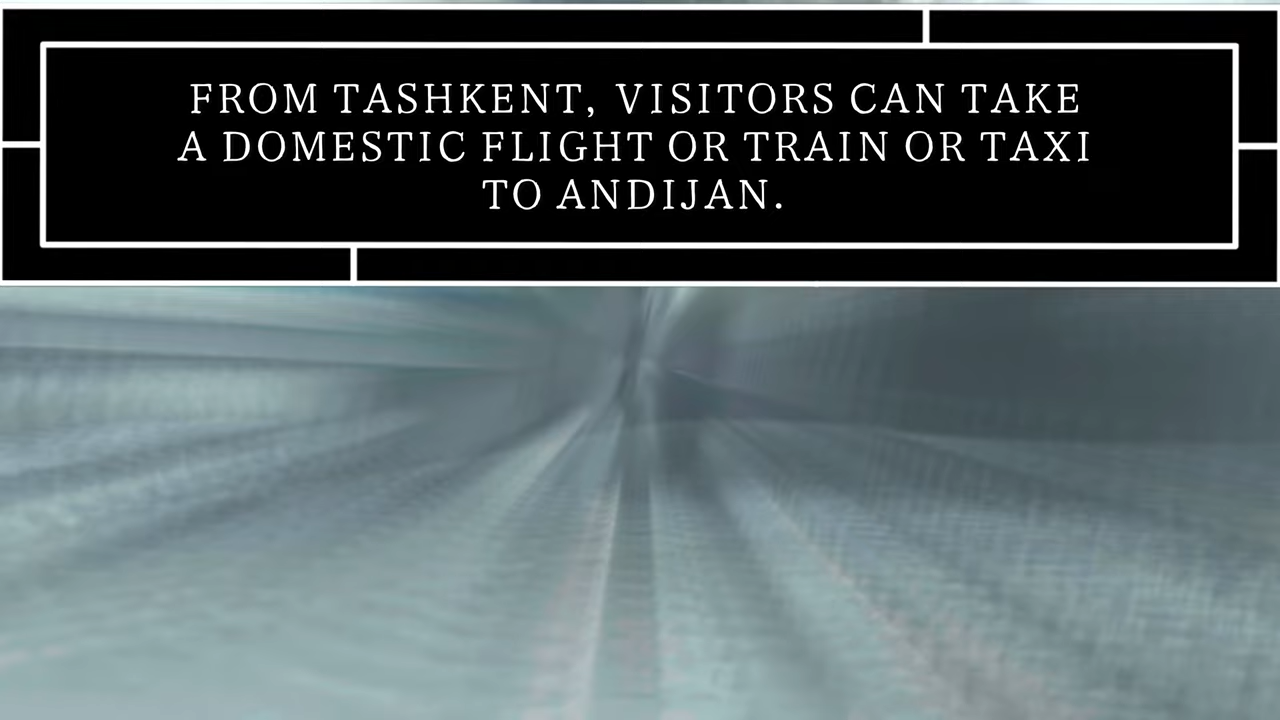 FROM TASHKENT, VISITORS CAN TAKE
A DOMESTIC FLIGHT OR TRAIN OR TAXI
TO ANDIJAN.